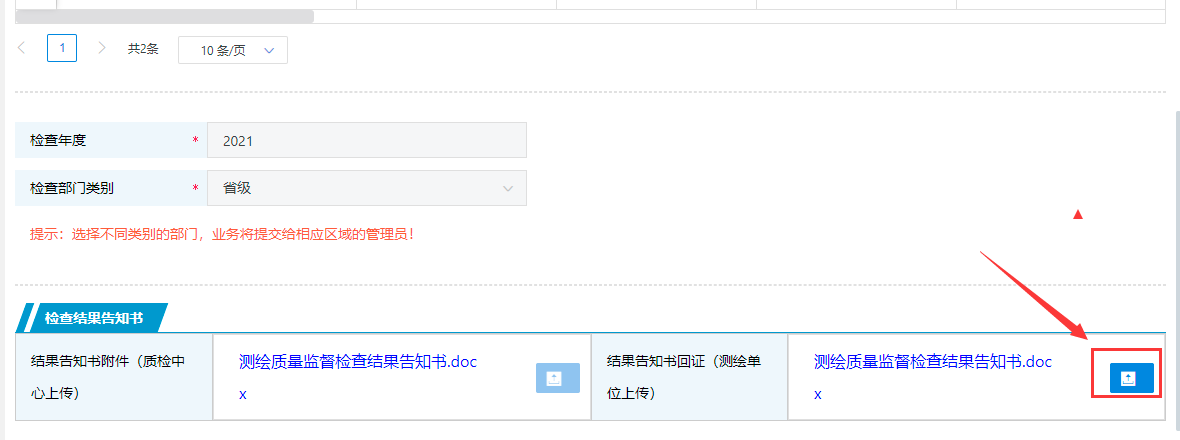 1 共2条 10 条/页
检查年度 * 2021
检查部门类别 * 省级
提示：选择不同类别的部门，业务将提交给相应区域的管理员！
检查结果告知书
结果告知书附件（质检中
心上传）
测绘质量监督检查结果告知书.doc
x
结果告知书回证（测绘单
位上传）
测绘质量监督检查结果告知书.doc
x